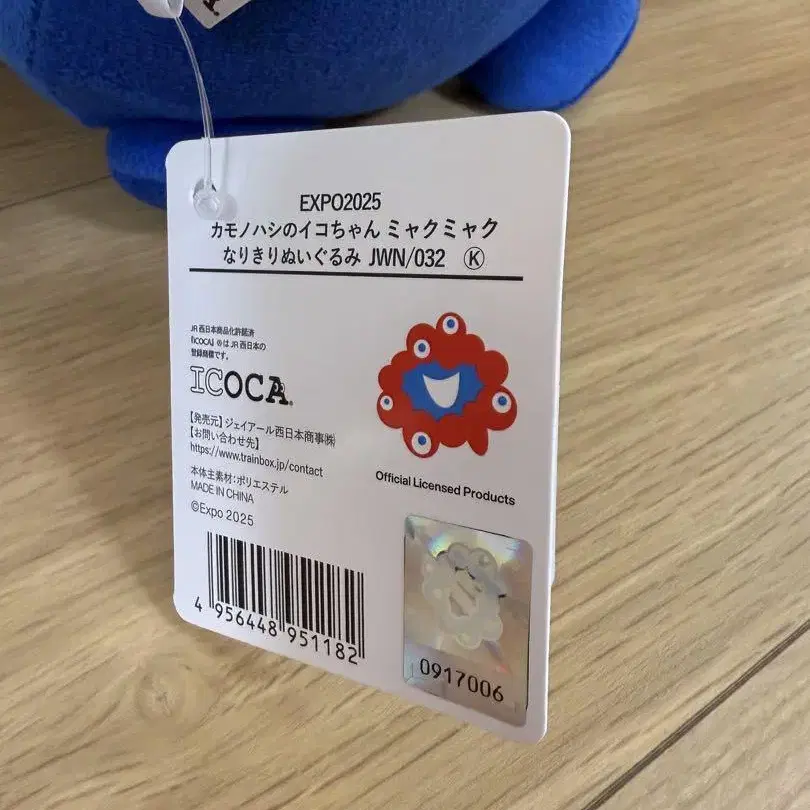 EXPO2025
カモノハシのイコちゃん ミャクミャク
なりきりぬいぐるみ JWN/032 Ⓚ
JR 西日本商品化許諾済
『ICOCA』®は JR 西日本の
登録商標です。
ICOCA®
【発売元】ジェイアール西日本商事㈱
【お問い合わせ先】
https://www.trainbox.jp/contact
本体主素材:ポリエステル
MADE IN CHINA
©Expo 2025
4 956448 951182
Official Licensed Products
0917006